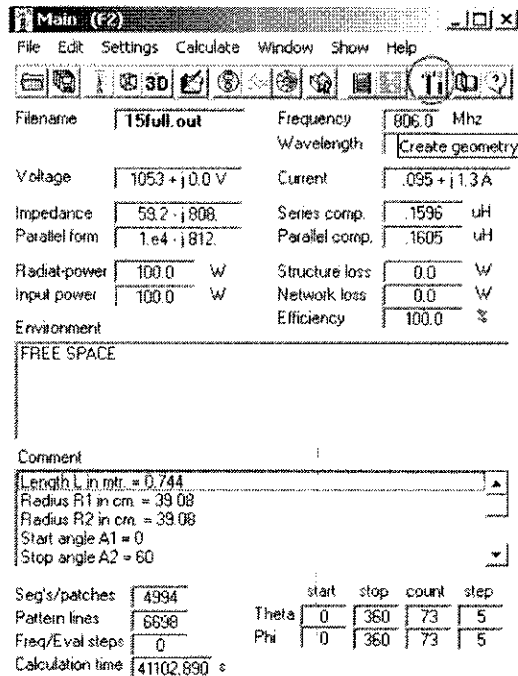 Main (F2)
File Edit Settings Calculate Window Show Help
3D
Filename 15full.out Frequency 806.0 Mhz
Wavelength Create geometry
Voltage 1053 + j 0.0 V Current .095 + j 1.3 A
Impedance 59.2 - j 808. Series comp. .1596 uH
Parallel form 1.e4 - j 812. Parallel comp. .1605 uH
Radiat-power 100.0 W Structure loss 0.0 W
Input power 100.0 W Network loss 0.0 W
Efficiency 100.0 %
Environment
FREE SPACE
Comment
Length L in mtr. = 0.744
Radius R1 in cm. = 39.08
Radius R2 in cm. = 39.08
Start angle A1 = 0
Stop angle A2 = 60
Seg's/patches 4994 start stop count step
Pattern lines 6698 Theta 0 360 73 5
Freq/Eval steps 0 Phi 0 360 73 5
Calculation time 41102.890 s